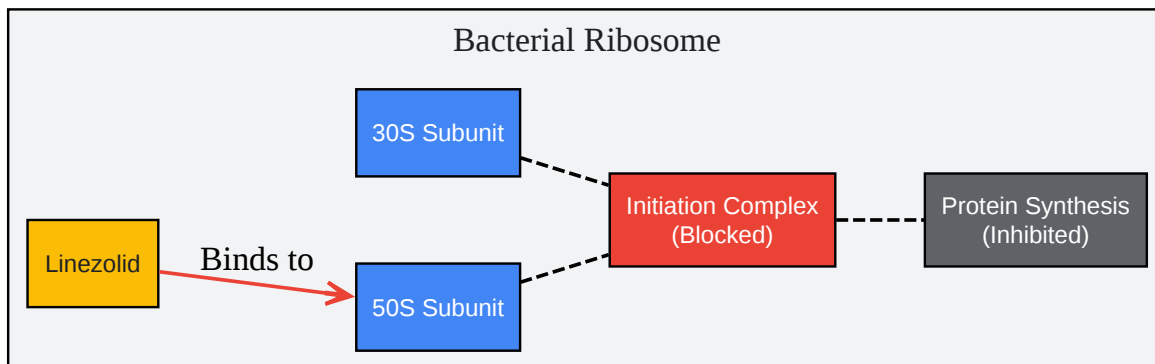 Bacterial Ribosome
30S Subunit
Initiation Complex
(Blocked)
Protein Synthesis
(Inhibited)
Linezolid
Binds to
50S Subunit